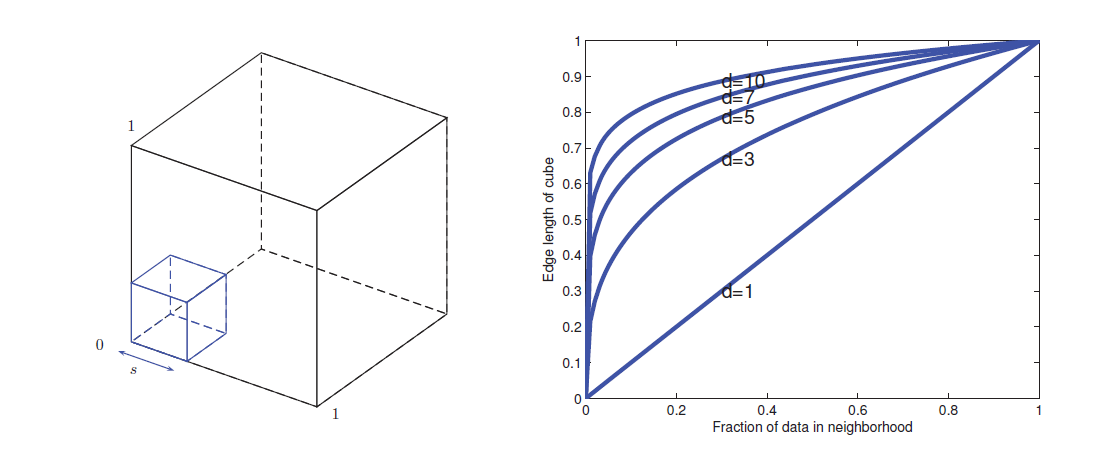 1
0
s
1
1
0.9
0.8
0.7
0.6
0.5
0.4
0.3
0.2
0.1
0
Edge length of cube
d=10
d=7
d=5
d=3
d=1
0 0.2 0.4 0.6 0.8 1
Fraction of data in neighborhood